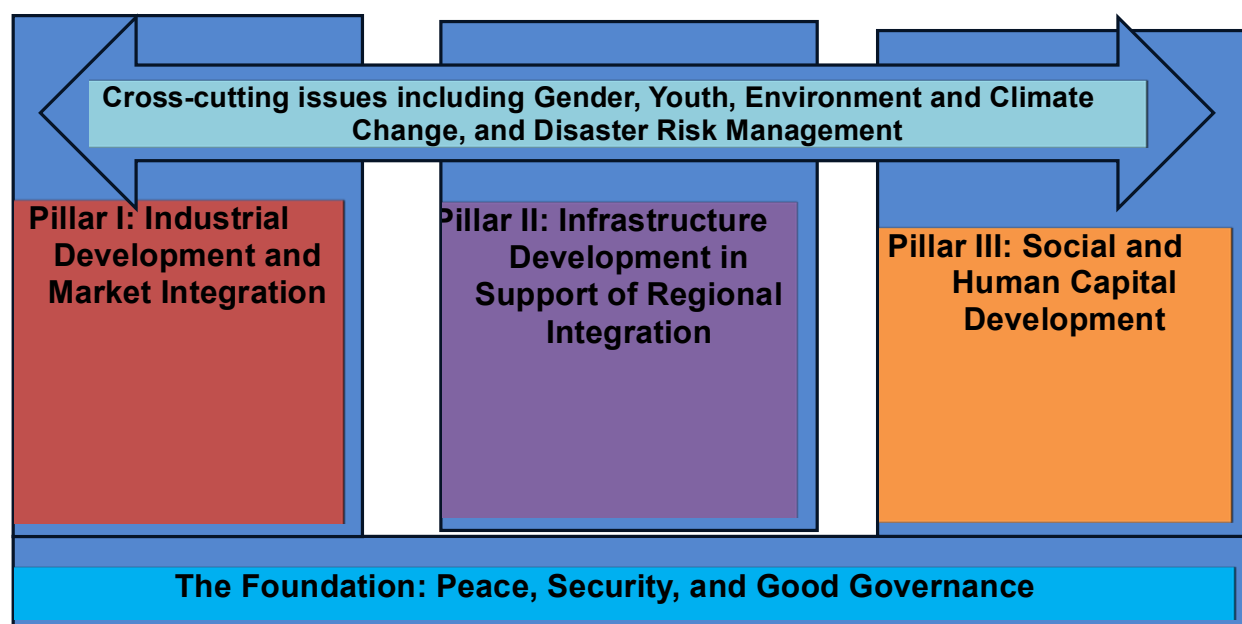 Cross-cutting issues including Gender, Youth, Environment and Climate
Change, and Disaster Risk Management
Pillar I: Industrial
Development and
Market Integration
Pillar II: Infrastructure
Development in
Support of Regional
Integration
Pillar III: Social and
Human Capital
Development
The Foundation: Peace, Security, and Good Governance